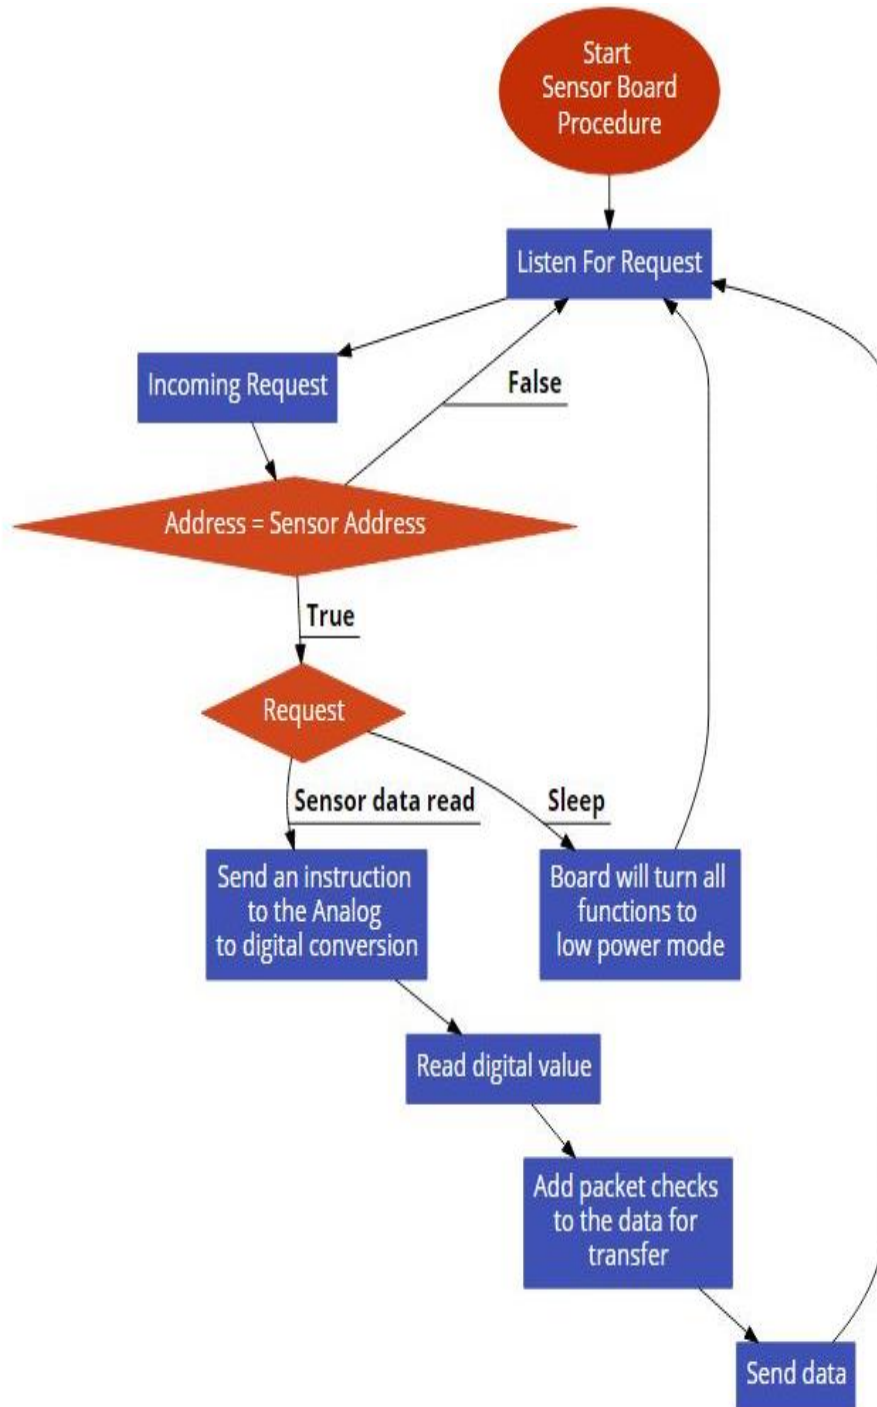 Start
Sensor Board
Procedure
Listen For Request
Incoming Request
False
Address = Sensor Address
True
Request
Sensor data read
Sleep
Send an instruction
to the Analog
to digital conversion
Board will turn all
functions to
low power mode
Read digital value
Add packet checks
to the data for
transfer
Send data